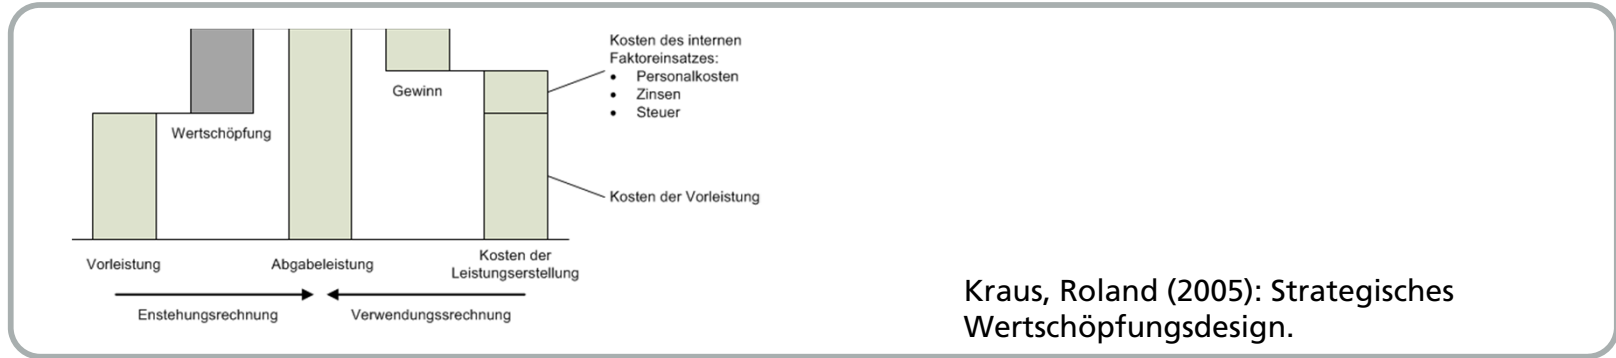 Kosten des internen
Faktoreinsatzes:
• Personalkosten
• Zinsen
• Steuer
Gewinn
Wertschöpfung
Kosten der Vorleistung
Vorleistung
Abgabeleistung
Kosten der
Leistungserstellung
Enstehungsrechnung
Verwendungssrechnung
Kraus, Roland (2005): Strategisches
Wertschöpfungsdesign.